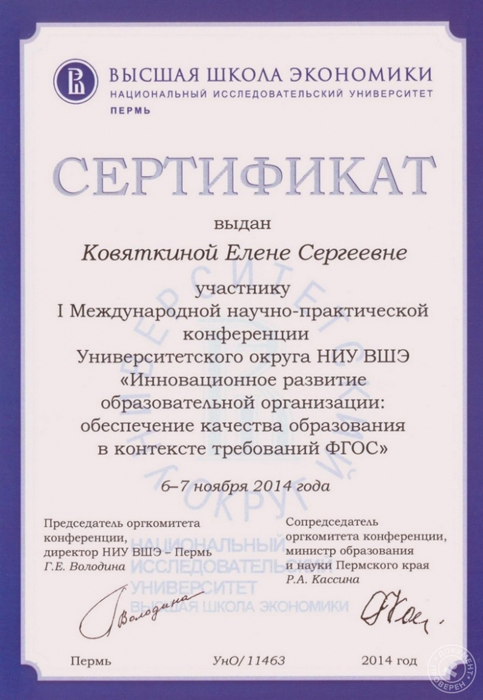 ВЫСШАЯ ШКОЛА ЭКОНОМИКИ
НАЦИОНАЛЬНЫЙ ИССЛЕДОВАТЕЛЬСКИЙ УНИВЕРСИТЕТ
ПЕРМЬ
СЕРТИФИКАТ
выдан
Ковяткиной Елене Сергеевне
участнику
I Международной научно-практической
конференции
Университетского округа НИУ ВШЭ
«Инновационное развитие
образовательной организации:
обеспечение качества образования
в контексте требований ФГОС»
6–7 ноября 2014 года
Председатель оргкомитета
конференции,
директор НИУ ВШЭ – Пермь
Г.Е. Володина
Сопредседатель
оргкомитета конференции,
министр образования
и науки Пермского края
Р.А. Кассина
УНИВЕРСИТЕТСКИЙ ОКРУГ
НАЦИОНАЛЬНЫЙ
ИССЛЕДОВАТЕЛЬСКИЙ
УНИВЕРСИТЕТ
ВЫСШАЯ ШКОЛА ЭКОНОМИКИ
Володина
Пермь
УнО/ 11463
2014 год